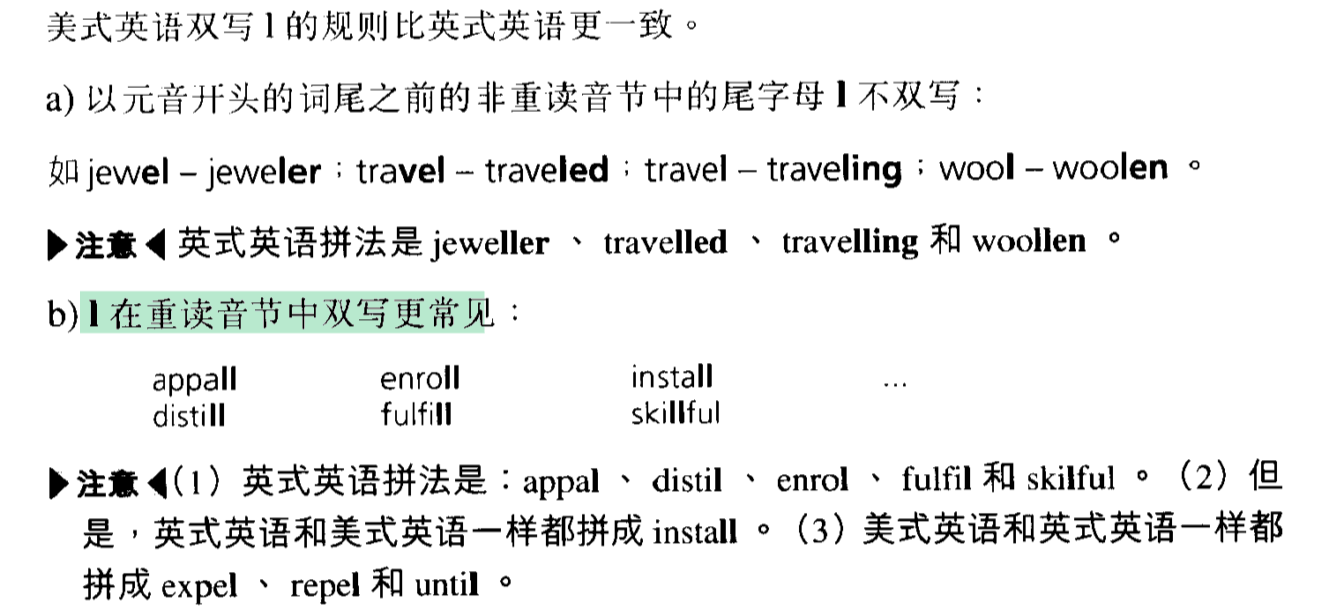 美式英语双写 l 的规则比英式英语更一致。
a) 以元音开头的词尾之前的非重读音节中的尾字母 l 不双写：
如 jewel – jeweler；travel – traveled；travel – traveling；wool – woolen 。
▶注意◀ 英式英语拼法是 jeweller 、 travelled 、 travelling 和 woollen 。
b) l 在重读音节中双写更常见：
appall enroll install …
distill fulfill skillful
▶注意◀（1）英式英语拼法是：appal 、 distil 、 enrol 、 fulfil 和 skilful 。（2）但
是，英式英语和美式英语一样都拼成 install 。（3）美式英语和英式英语一样都
拼成 expel 、 repel 和 until 。